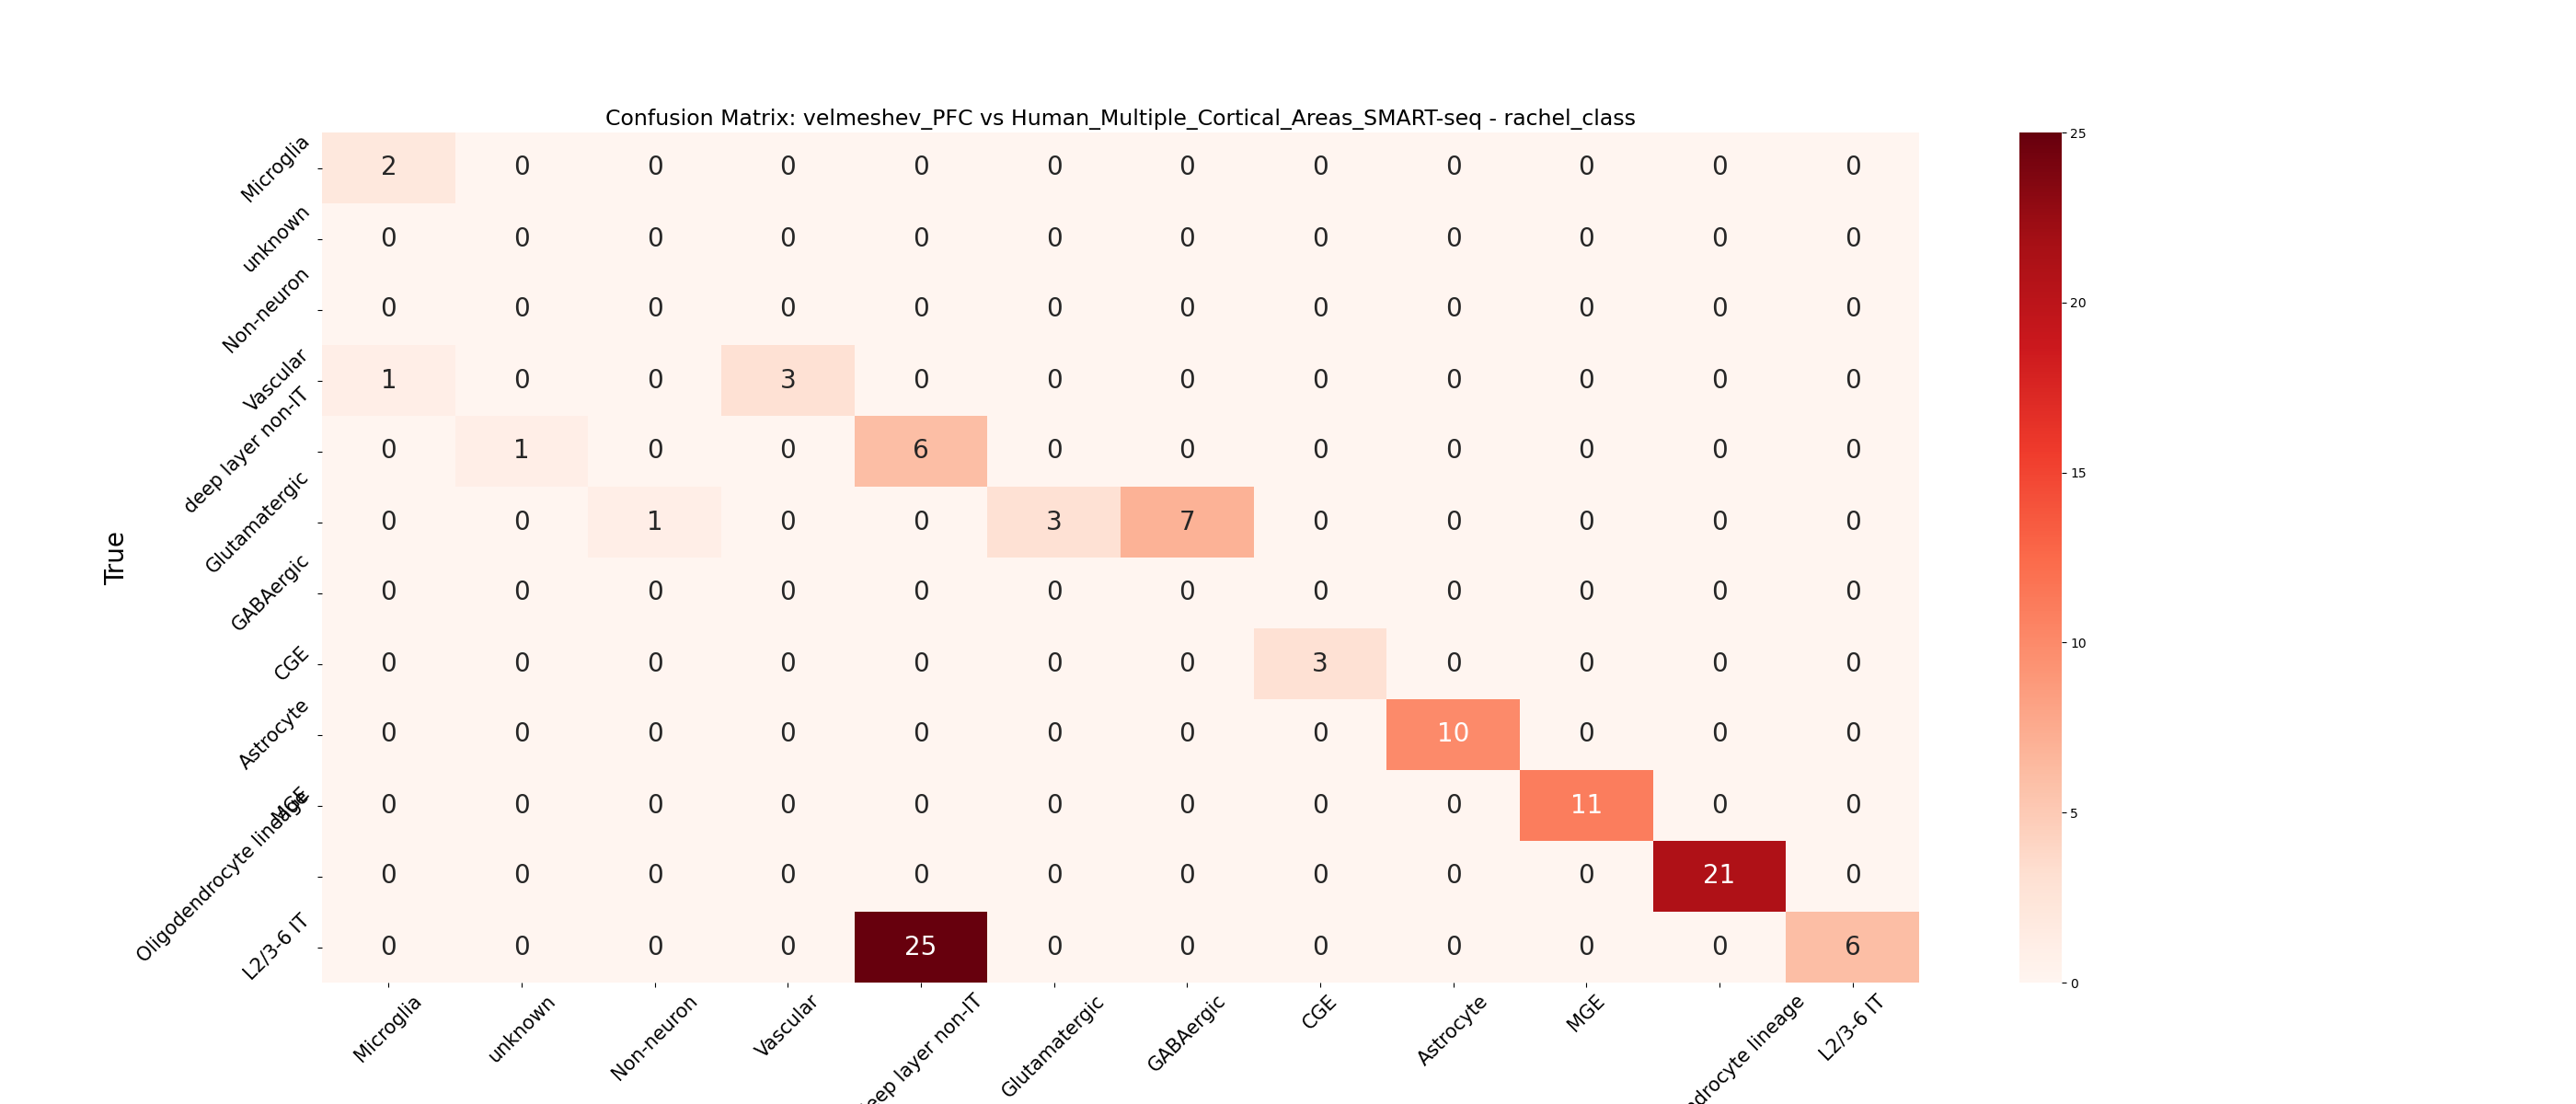 Confusion Matrix: velmeshev_PFC vs Human_Multiple_Cortical_Areas_SMART-seq - rachel_class
True
Microglia 2 0 0 0 0 0 0 0 0 0 0 0
unknown 0 0 0 0 0 0 0 0 0 0 0 0
Non-neuron 0 0 0 0 0 0 0 0 0 0 0 0
Vascular 1 0 0 3 0 0 0 0 0 0 0 0
deep layer non-IT 0 1 0 0 6 0 0 0 0 0 0 0
Glutamatergic 0 0 1 0 0 3 7 0 0 0 0 0
GABAergic 0 0 0 0 0 0 0 0 0 0 0 0
CGE 0 0 0 0 0 0 0 3 0 0 0 0
Astrocyte 0 0 0 0 0 0 0 0 10 0 0 0
MGE 0 0 0 0 0 0 0 0 0 11 0 0
Oligodendrocyte lineage 0 0 0 0 0 0 0 0 0 0 21 0
L2/3-6 IT 0 0 0 0 25 0 0 0 0 0 0 6
Microglia unknown Non-neuron Vascular eep layer non-IT Glutamatergic GABAergic CGE Astrocyte MGE drocyte lineage L2/3-6 IT
25
20
15
10
5
0